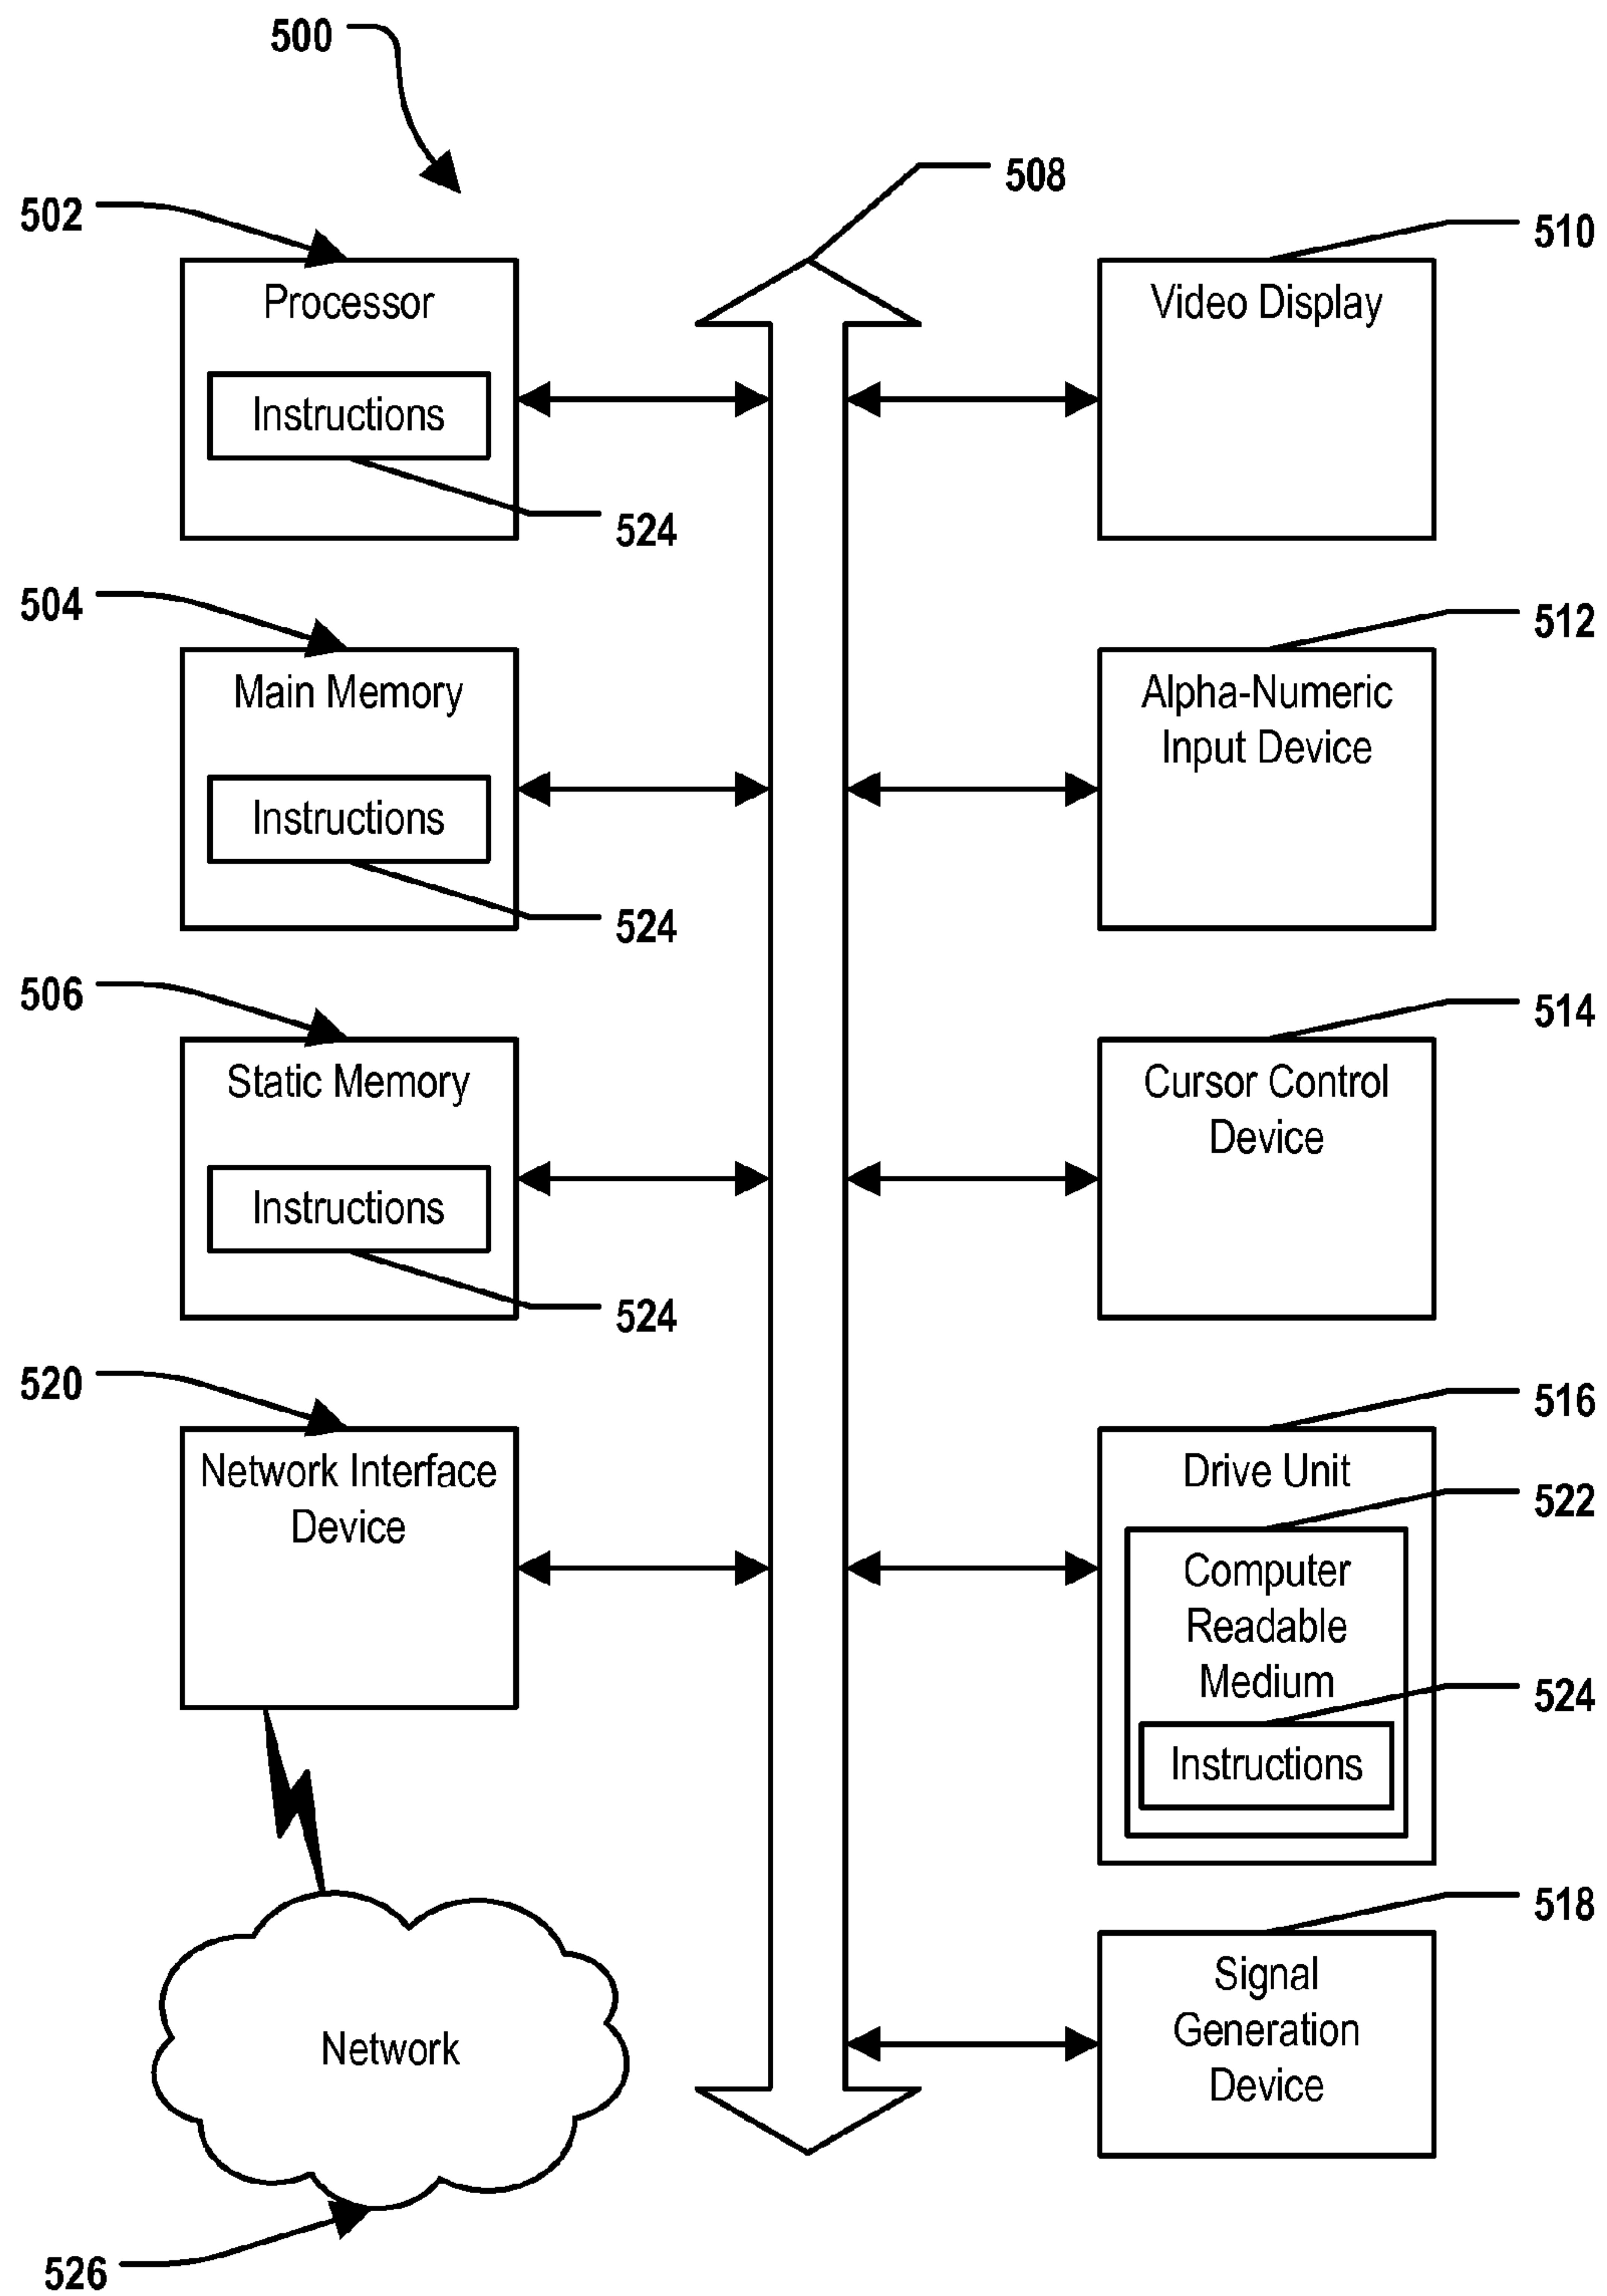 500
508
502
Processor
Instructions
524
510
Video Display
504
Main Memory
Instructions
524
512
Alpha-Numeric
Input Device
506
Static Memory
Instructions
524
514
Cursor Control
Device
520
Network Interface
Device
516
Drive Unit
522
Computer
Readable
Medium
524
Instructions
518
Signal
Generation
Device
Network
526